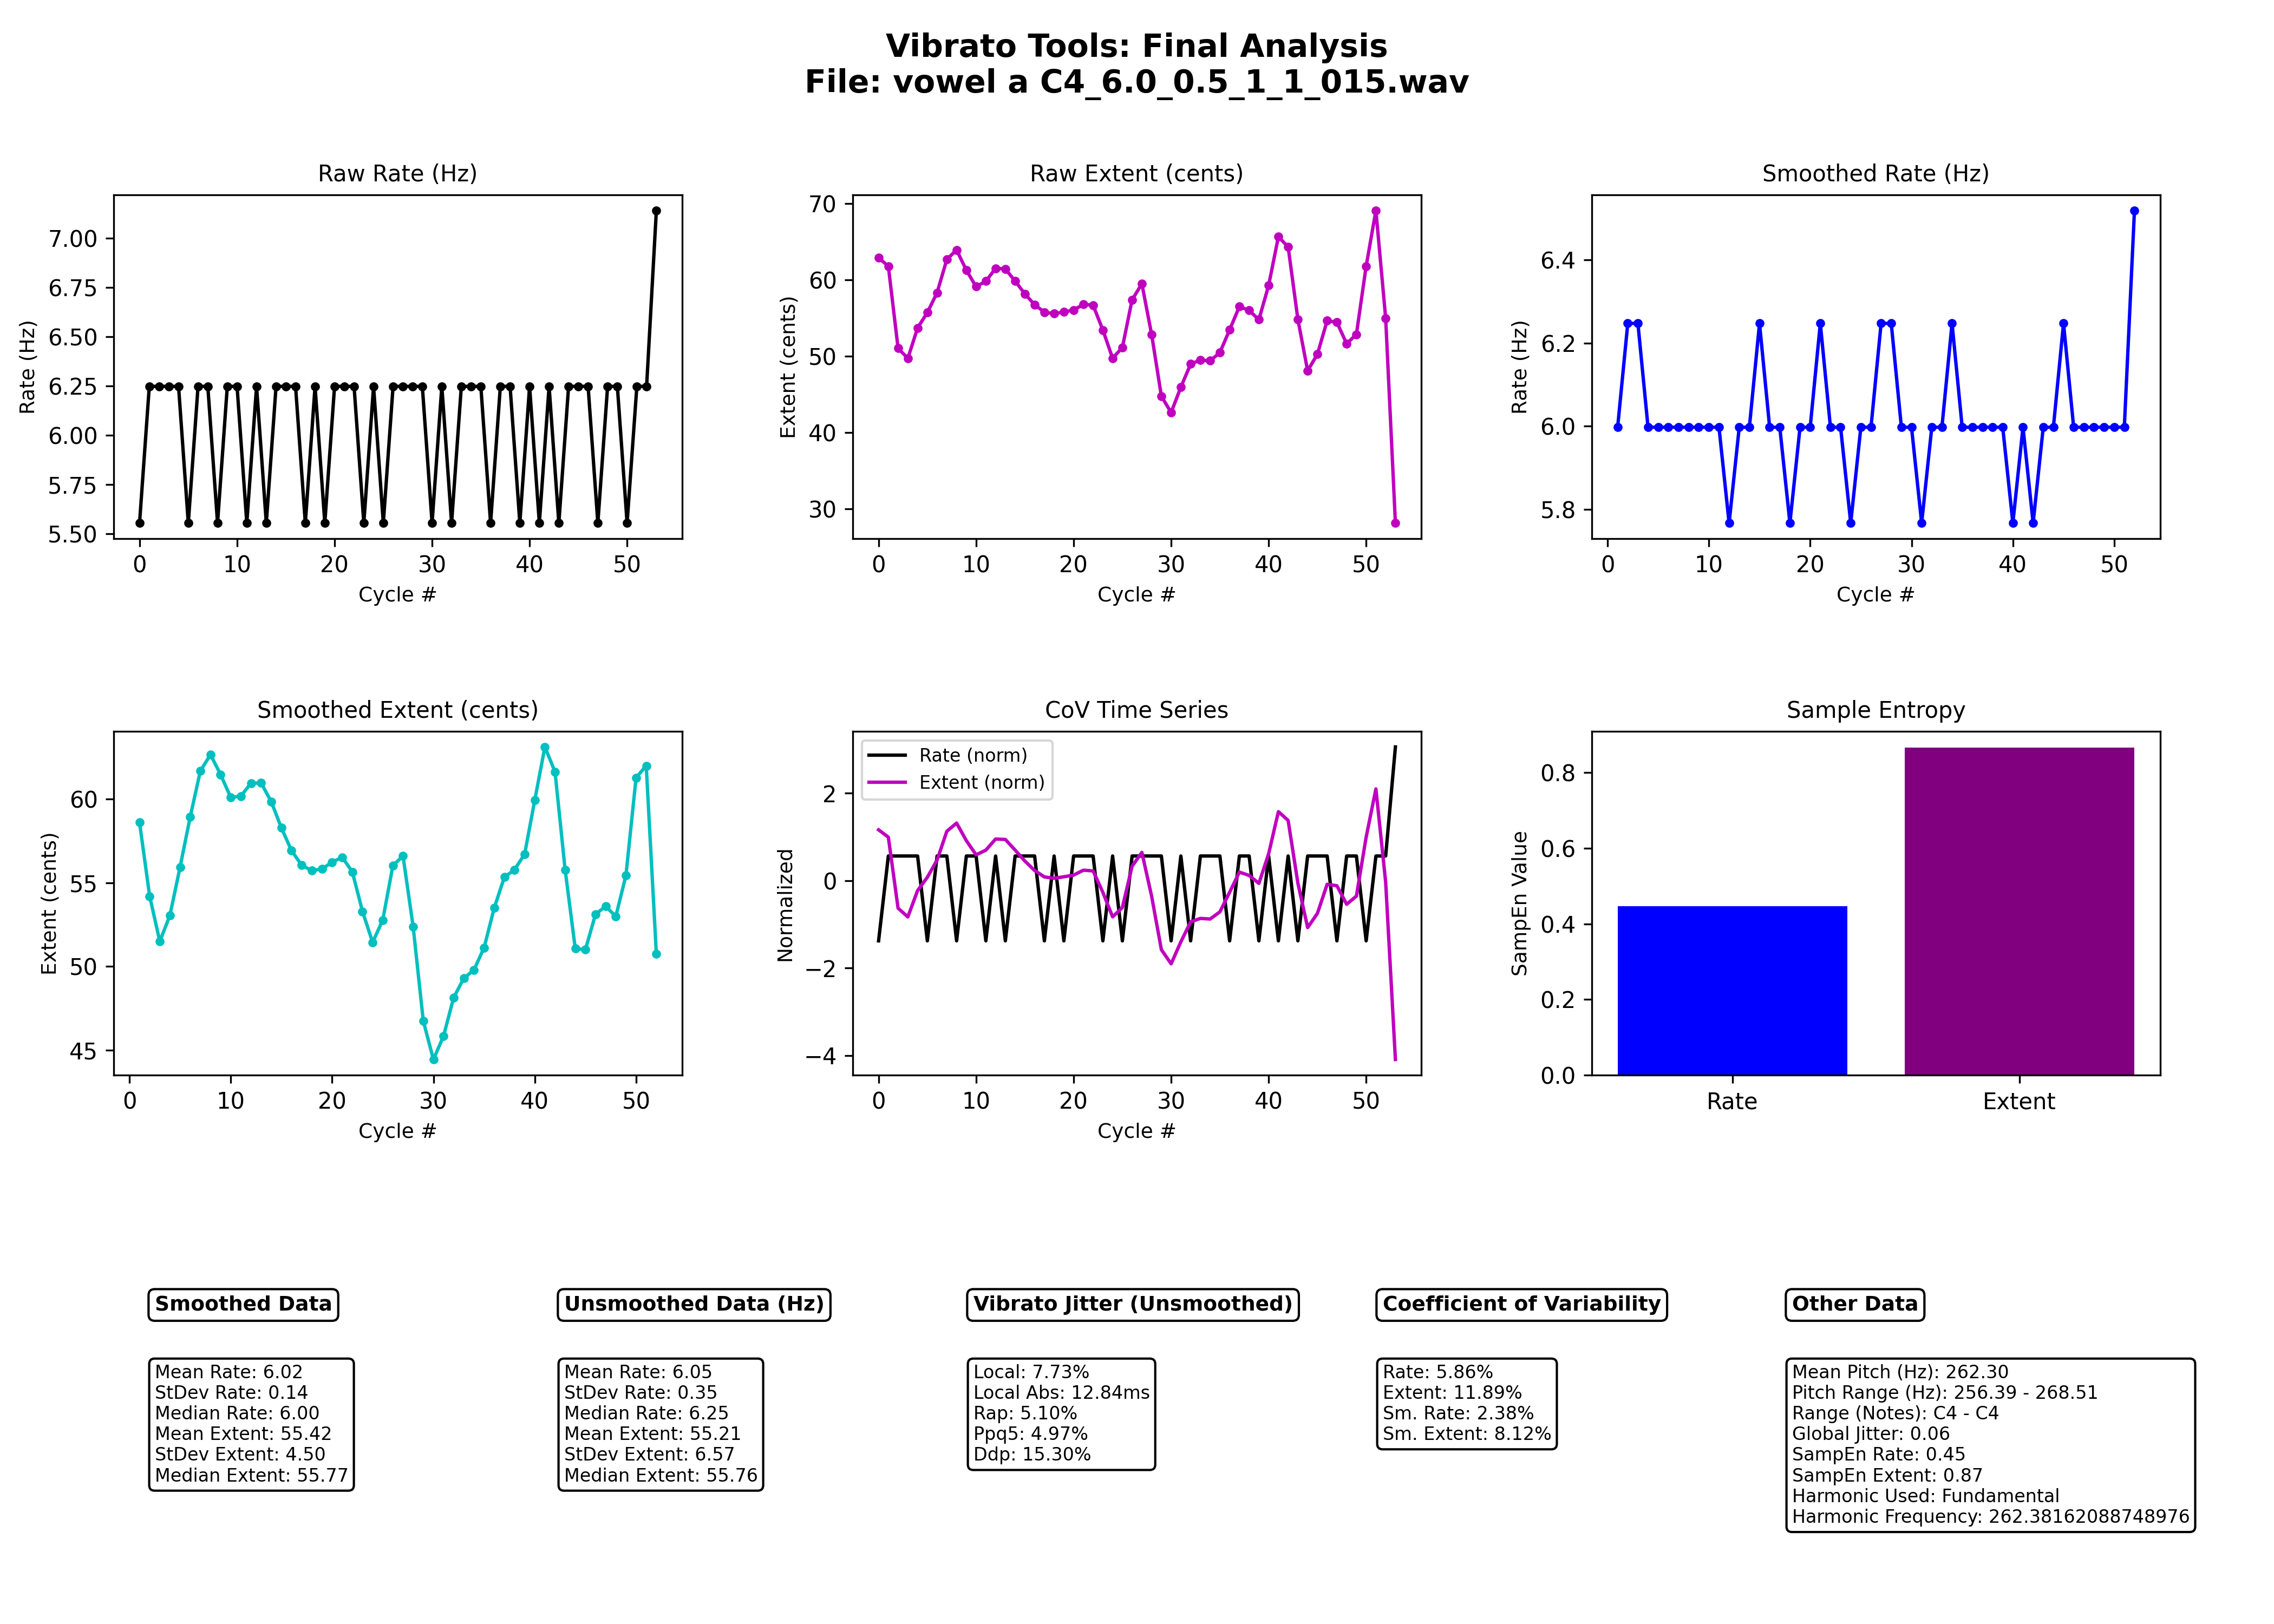 Vibrato Tools: Final Analysis
File: vowel a C4_6.0_0.5_1_1_015.wav
Raw Rate (Hz)
Rate (Hz)
7.00
6.75
6.50
6.25
6.00
5.75
5.50
0 10 20 30 40 50
Cycle #
Raw Extent (cents)
Extent (cents)
70
60
50
40
30
0 10 20 30 40 50
Cycle #
Smoothed Rate (Hz)
Rate (Hz)
6.4
6.2
6.0
5.8
0 10 20 30 40 50
Cycle #
Smoothed Extent (cents)
Extent (cents)
60
55
50
45
0 10 20 30 40 50
Cycle #
CoV Time Series
Rate (norm)
Extent (norm)
Normalized
2
0
−2
−4
0 10 20 30 40 50
Cycle #
Sample Entropy
SampEn Value
0.8
0.6
0.4
0.2
0.0
Rate Extent
Smoothed Data
Mean Rate: 6.02
StDev Rate: 0.14
Median Rate: 6.00
Mean Extent: 55.42
StDev Extent: 4.50
Median Extent: 55.77
Unsmoothed Data (Hz)
Mean Rate: 6.05
StDev Rate: 0.35
Median Rate: 6.25
Mean Extent: 55.21
StDev Extent: 6.57
Median Extent: 55.76
Vibrato Jitter (Unsmoothed)
Local: 7.73%
Local Abs: 12.84ms
Rap: 5.10%
Ppq5: 4.97%
Ddp: 15.30%
Coefficient of Variability
Rate: 5.86%
Extent: 11.89%
Sm. Rate: 2.38%
Sm. Extent: 8.12%
Other Data
Mean Pitch (Hz): 262.30
Pitch Range (Hz): 256.39 - 268.51
Range (Notes): C4 - C4
Global Jitter: 0.06
SampEn Rate: 0.45
SampEn Extent: 0.87
Harmonic Used: Fundamental
Harmonic Frequency: 262.38162088748976